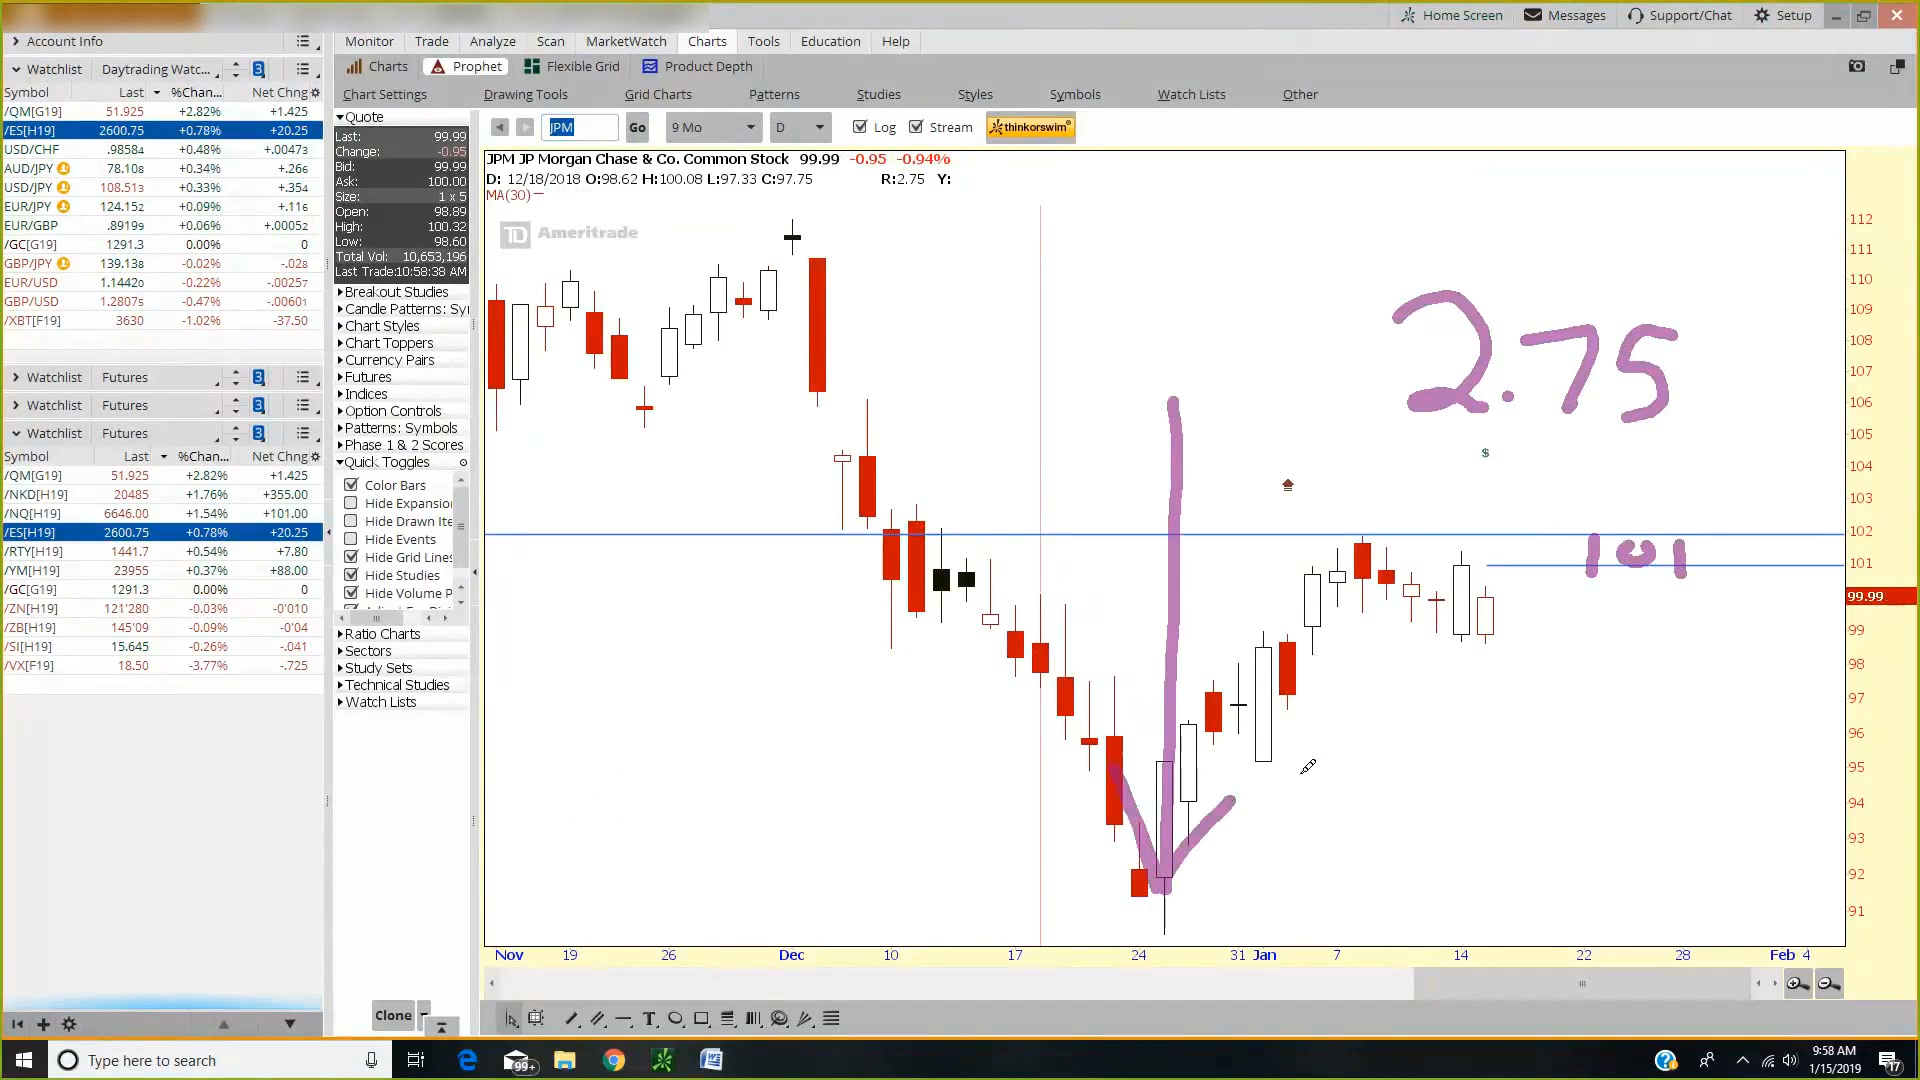 Home Screen Messages Support/Chat Setup
Account Info
Monitor Trade Analyze Scan MarketWatch Charts Tools Education Help
Watchlist Daytrading Watc... 3
Charts Prophet Flexible Grid Product Depth
Symbol Last %Chan... Net Chng
Chart Settings Drawing Tools Grid Charts Patterns Studies Styles Symbols Watch Lists Other
/QM[G19] 51.925 +2.82% +1.425
/ES[H19] 2600.75 +0.78% +20.25
USD/CHF .98584 +0.48% +.00473
AUD/JPY 78.108 +0.34% +.266
USD/JPY 108.513 +0.33% +.354
EUR/JPY 124.152 +0.09% +.116
EUR/GBP .89199 +0.06% +.00052
/GC[G19] 1291.3 0.00% 0
GBP/JPY 139.138 -0.02% -.028
EUR/USD 1.14420 -0.22% -.00257
GBP/USD 1.28075 -0.47% -.00601
/XBT[F19] 3630 -1.02% -37.50
Watchlist Futures 3
Watchlist Futures 3
Watchlist Futures 3
Symbol Last %Chan... Net Chng
/QM[G19] 51.925 +2.82% +1.425
/NKD[H19] 20485 +1.76% +355.00
/NQ[H19] 6646.00 +1.54% +101.00
/ES[H19] 2600.75 +0.78% +20.25
/RTY[H19] 1441.7 +0.54% +7.80
/YM[H19] 23955 +0.37% +88.00
/GC[G19] 1291.3 0.00% 0
/ZN[H19] 121'280 -0.03% -0'010
/ZB[H19] 145'09 -0.09% -0'04
/SI[H19] 15.645 -0.26% -.041
/VX[F19] 18.50 -3.77% -.725
Quote
Last: 99.99
Change: -0.95
Bid: 99.99
Ask: 100.00
Size: 1 x 5
Open: 98.89
High: 100.32
Low: 98.60
Total Vol: 10,653,196
Last Trade:10:58:38 AM
Breakout Studies
Candle Patterns: Syr
Chart Styles
Chart Toppers
Currency Pairs
Futures
Indices
Option Controls
Patterns: Symbols
Phase 1 & 2 Scores
Quick Toggles
Color Bars
Hide Expansion
Hide Drawn Ite
Hide Events
Hide Grid Lines
Hide Studies
Hide Volume P
Ratio Charts
Sectors
Study Sets
Technical Studies
Watch Lists
Clone
JPM Go 9 Mo D Log Stream thinkorswim
JPM JP Morgan Chase & Co. Common Stock 99.99 -0.95 -0.94%
D: 12/18/2018 O:98.62 H:100.08 L:97.33 C:97.75 R:2.75 Y:
MA(30)
TD Ameritrade
2.75
$
101
112
111
110
109
108
107
106
105
104
103
102
101
99.99
99
98
97
96
95
94
93
92
91
Nov 19 26 Dec 10 17 24 31 Jan 7 14 22 28 Feb 4
T
Type here to search
99+
9:58 AM
1/15/2019
17